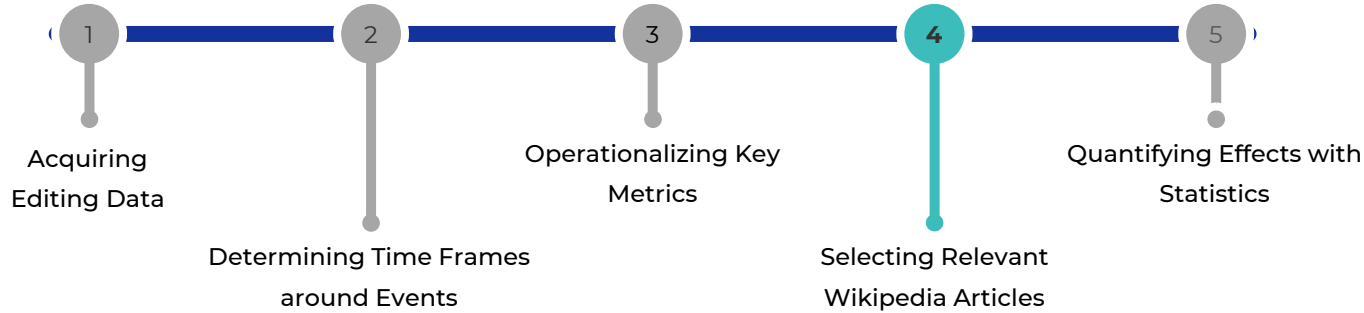 1
2
3
4
5
Acquiring
Editing Data
Determining Time Frames
around Events
Operationalizing Key
Metrics
Selecting Relevant
Wikipedia Articles
Quantifying Effects with
Statistics